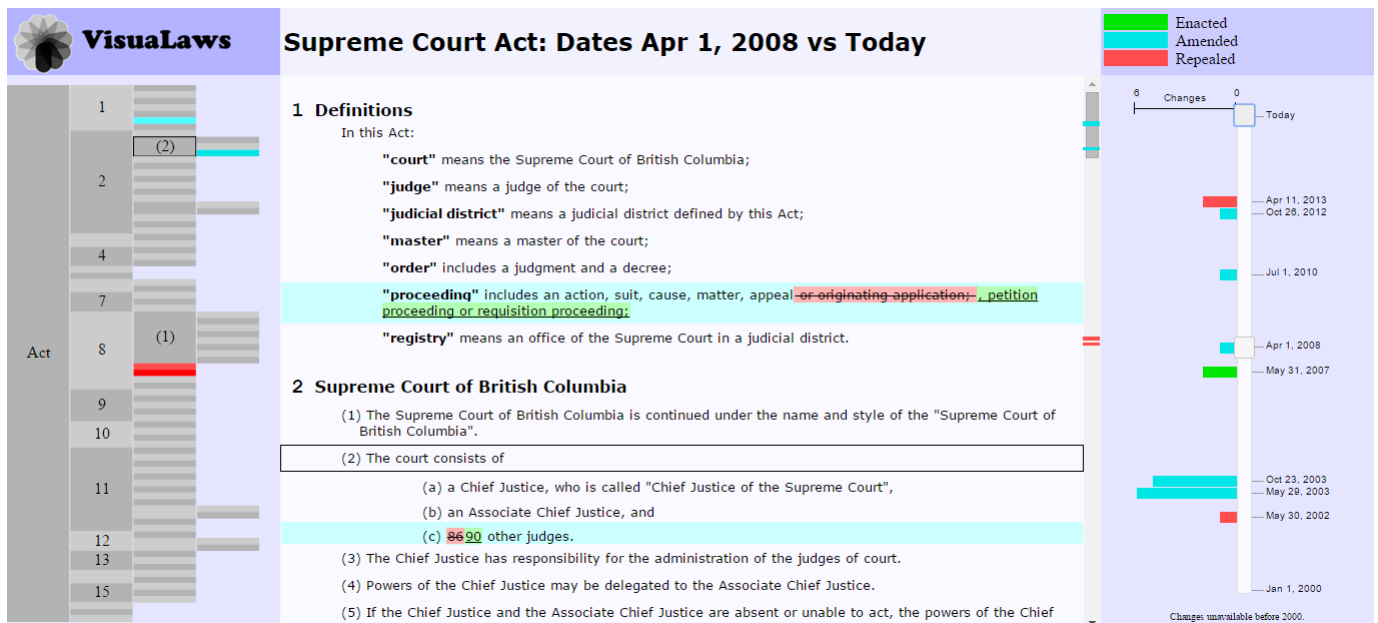 VisuaLaws
Supreme Court Act: Dates Apr 1, 2008 vs Today
Enacted
Amended
Repealed
Act
1
2
4
7
8
9
10
11
12
13
15
(2)
(1)
1 Definitions
In this Act:
"court" means the Supreme Court of British Columbia;
"judge" means a judge of the court;
"judicial district" means a judicial district defined by this Act;
"master" means a master of the court;
"order" includes a judgment and a decree;
"proceeding" includes an action, suit, cause, matter, appeal or originating application; , petition
proceeding or requisition proceeding;
"registry" means an office of the Supreme Court in a judicial district.
2 Supreme Court of British Columbia
(1) The Supreme Court of British Columbia is continued under the name and style of the "Supreme Court of
British Columbia".
(2) The court consists of
(a) a Chief Justice, who is called "Chief Justice of the Supreme Court",
(b) an Associate Chief Justice, and
(c) 8690 other judges.
(3) The Chief Justice has responsibility for the administration of the judges of court.
(4) Powers of the Chief Justice may be delegated to the Associate Chief Justice.
(5) If the Chief Justice and the Associate Chief Justice are absent or unable to act, the powers of the Chief
6 Changes 0
Today
Apr 11, 2013
Oct 26, 2012
Jul 1, 2010
Apr 1, 2008
May 31, 2007
Oct 23, 2003
May 29, 2003
May 30, 2002
Jan 1, 2000
Changes unavailable before 2000.